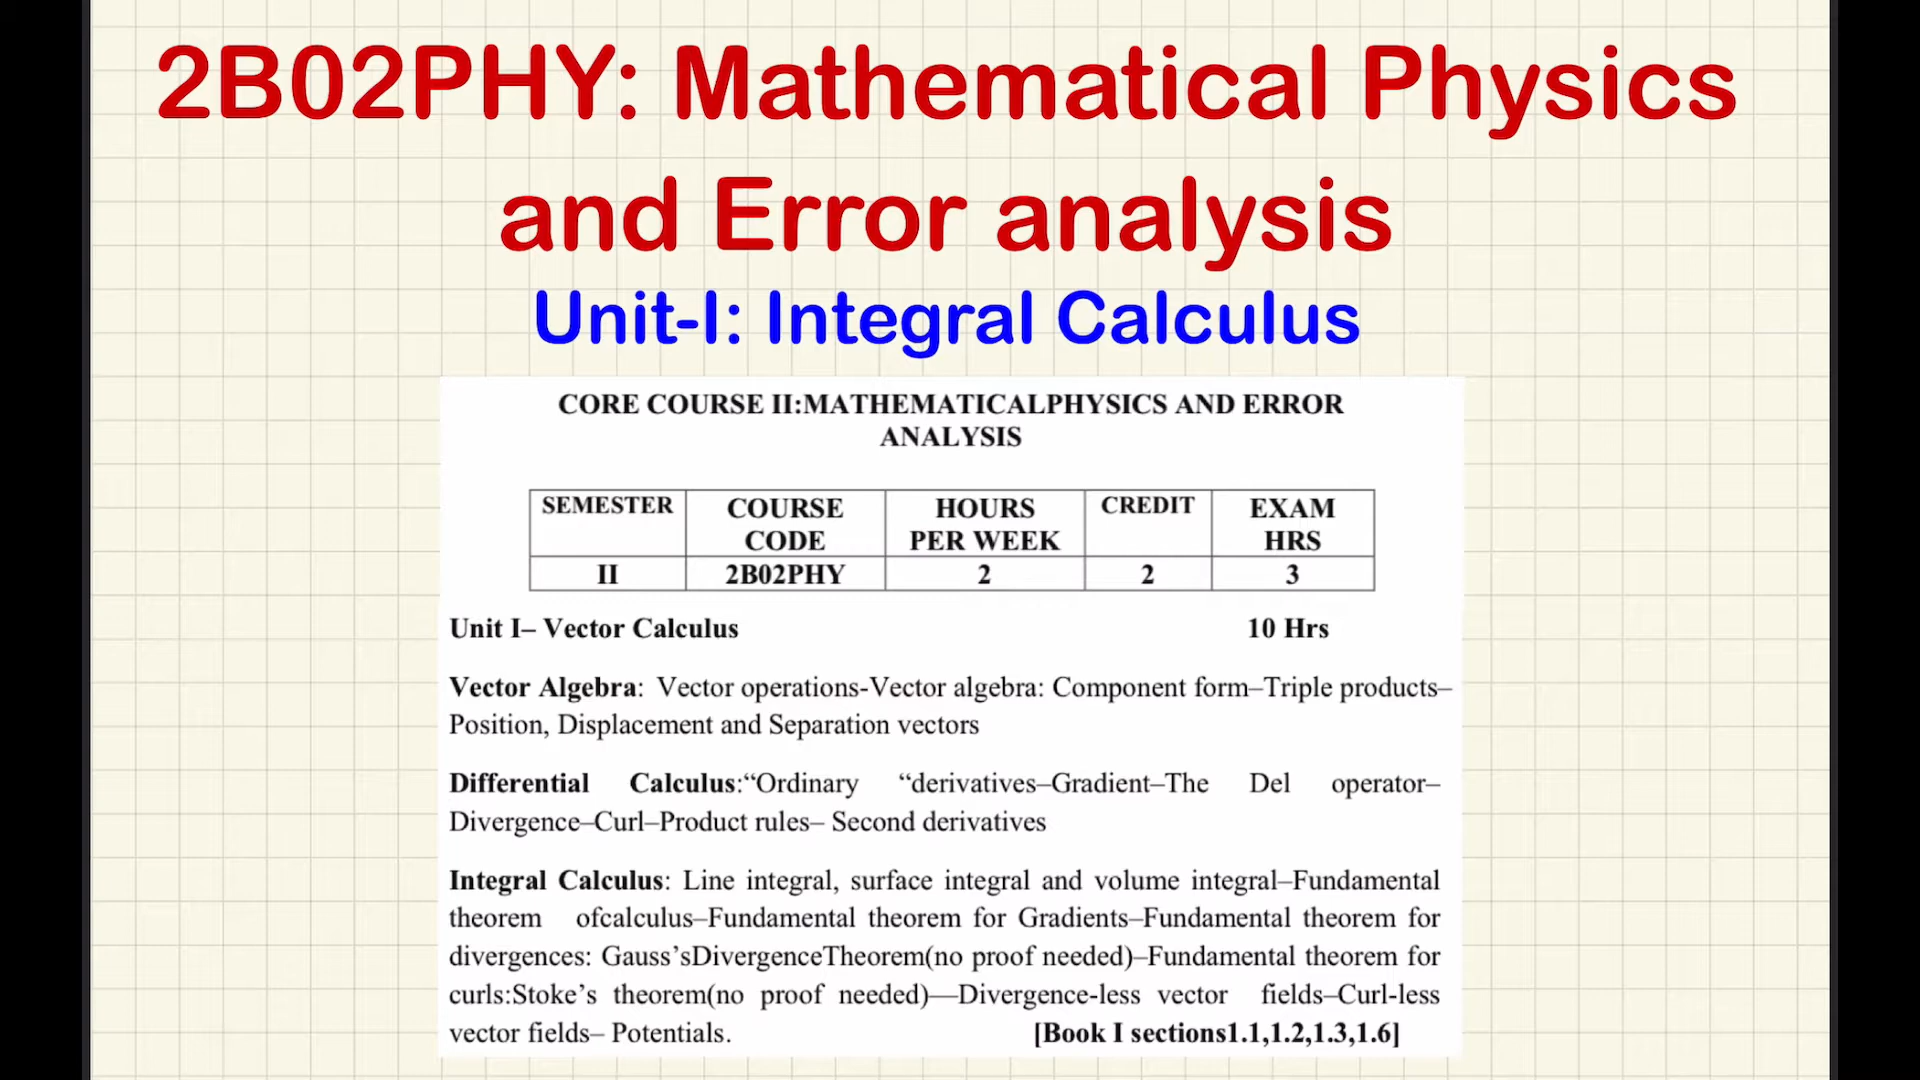 2B02PHY: Mathematical Physics
and Error analysis
Unit-I: Integral Calculus
CORE COURSE II:MATHEMATICALPHYSICS AND ERROR
ANALYSIS
SEMESTER COURSE CODE HOURS PER WEEK CREDIT EXAM HRS
II 2B02PHY 2 2 3
Unit I– Vector Calculus 10 Hrs
Vector Algebra: Vector operations-Vector algebra: Component form–Triple products–
Position, Displacement and Separation vectors
Differential Calculus:“Ordinary “derivatives–Gradient–The Del operator–
Divergence–Curl–Product rules– Second derivatives
Integral Calculus: Line integral, surface integral and volume integral–Fundamental
theorem ofcalculus–Fundamental theorem for Gradients–Fundamental theorem for
divergences: Gauss’sDivergenceTheorem(no proof needed)–Fundamental theorem for
curls:Stoke’s theorem(no proof needed)—Divergence-less vector fields–Curl-less
vector fields– Potentials. [Book I sections1.1,1.2,1.3,1.6]